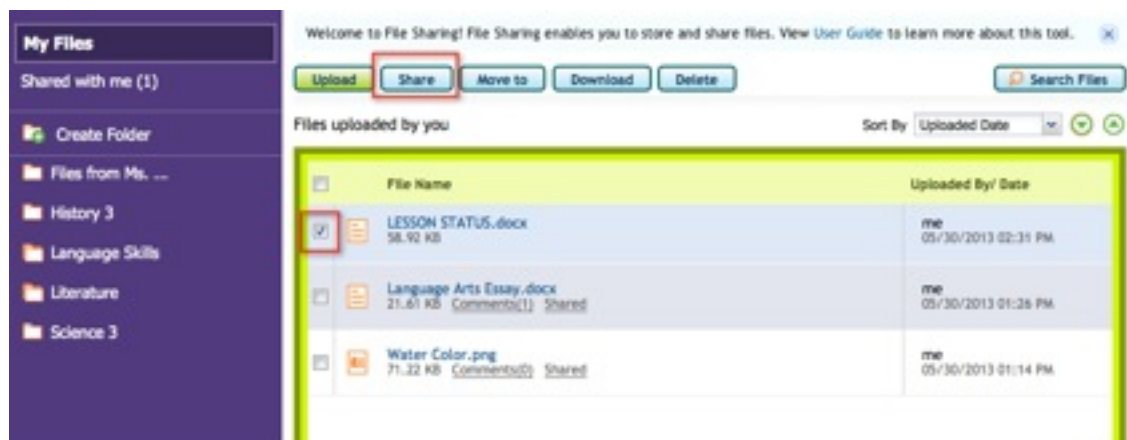 My Files
Shared with me (1)
Create Folder
Files from Ms. ...
History 3
Language Skills
Literature
Science 3
Welcome to File Sharing! File Sharing enables you to store and share files. View User Guide to learn more about this tool.
Upload Share Move to Download Delete Search Files
Files uploaded by you Sort By Uploaded Date
File Name Uploaded By/ Date
LESSON STATUS.docx me
58.92 KB 05/30/2013 02:31 PM
Language Arts Essay.docx me
21.61 KB Comments(1) Shared 05/30/2013 01:26 PM
Water Color.png me
71.22 KB Comments(0) Shared 05/30/2013 01:14 PM